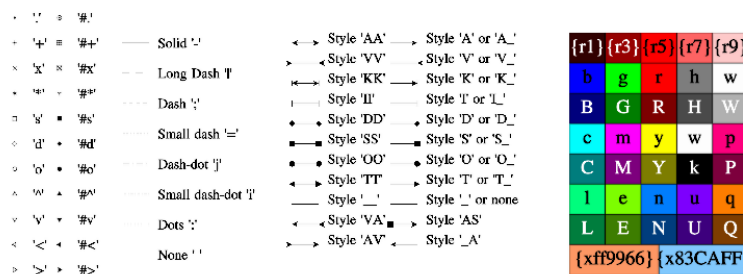 '.' '#.'
'+' '#+'
'x' '#x'
'*' '#*'
's' '#s'
'd' '#d'
'o' '#o'
'^' '#^'
'v' '#v'
'<' '#<'
'>' '#>'
Solid '-'
Long Dash '|'
Dash ';'
Small dash '='
Dash-dot 'j'
Small dash-dot 'i'
Dots ':'
None ' '
Style 'AA' Style 'A' or 'A_'
Style 'VV' Style 'V' or 'V_'
Style 'KK' Style 'K' or 'K_'
Style 'II' Style 'I' or 'I_'
Style 'DD' Style 'D' or 'D_'
Style 'SS' Style 'S' or 'S_'
Style 'OO' Style 'O' or 'O_'
Style 'TT' Style 'T' or 'T_'
Style '__' Style '_' or none
Style 'VA' Style 'AS'
Style 'AV' Style '_A'
{r1} {r3} {r5} {r7} {r9}
b g r h w
B G R H W
c m y w p
C M Y k P
l e n u q
L E N U Q
{xff9966} {x83CAFF